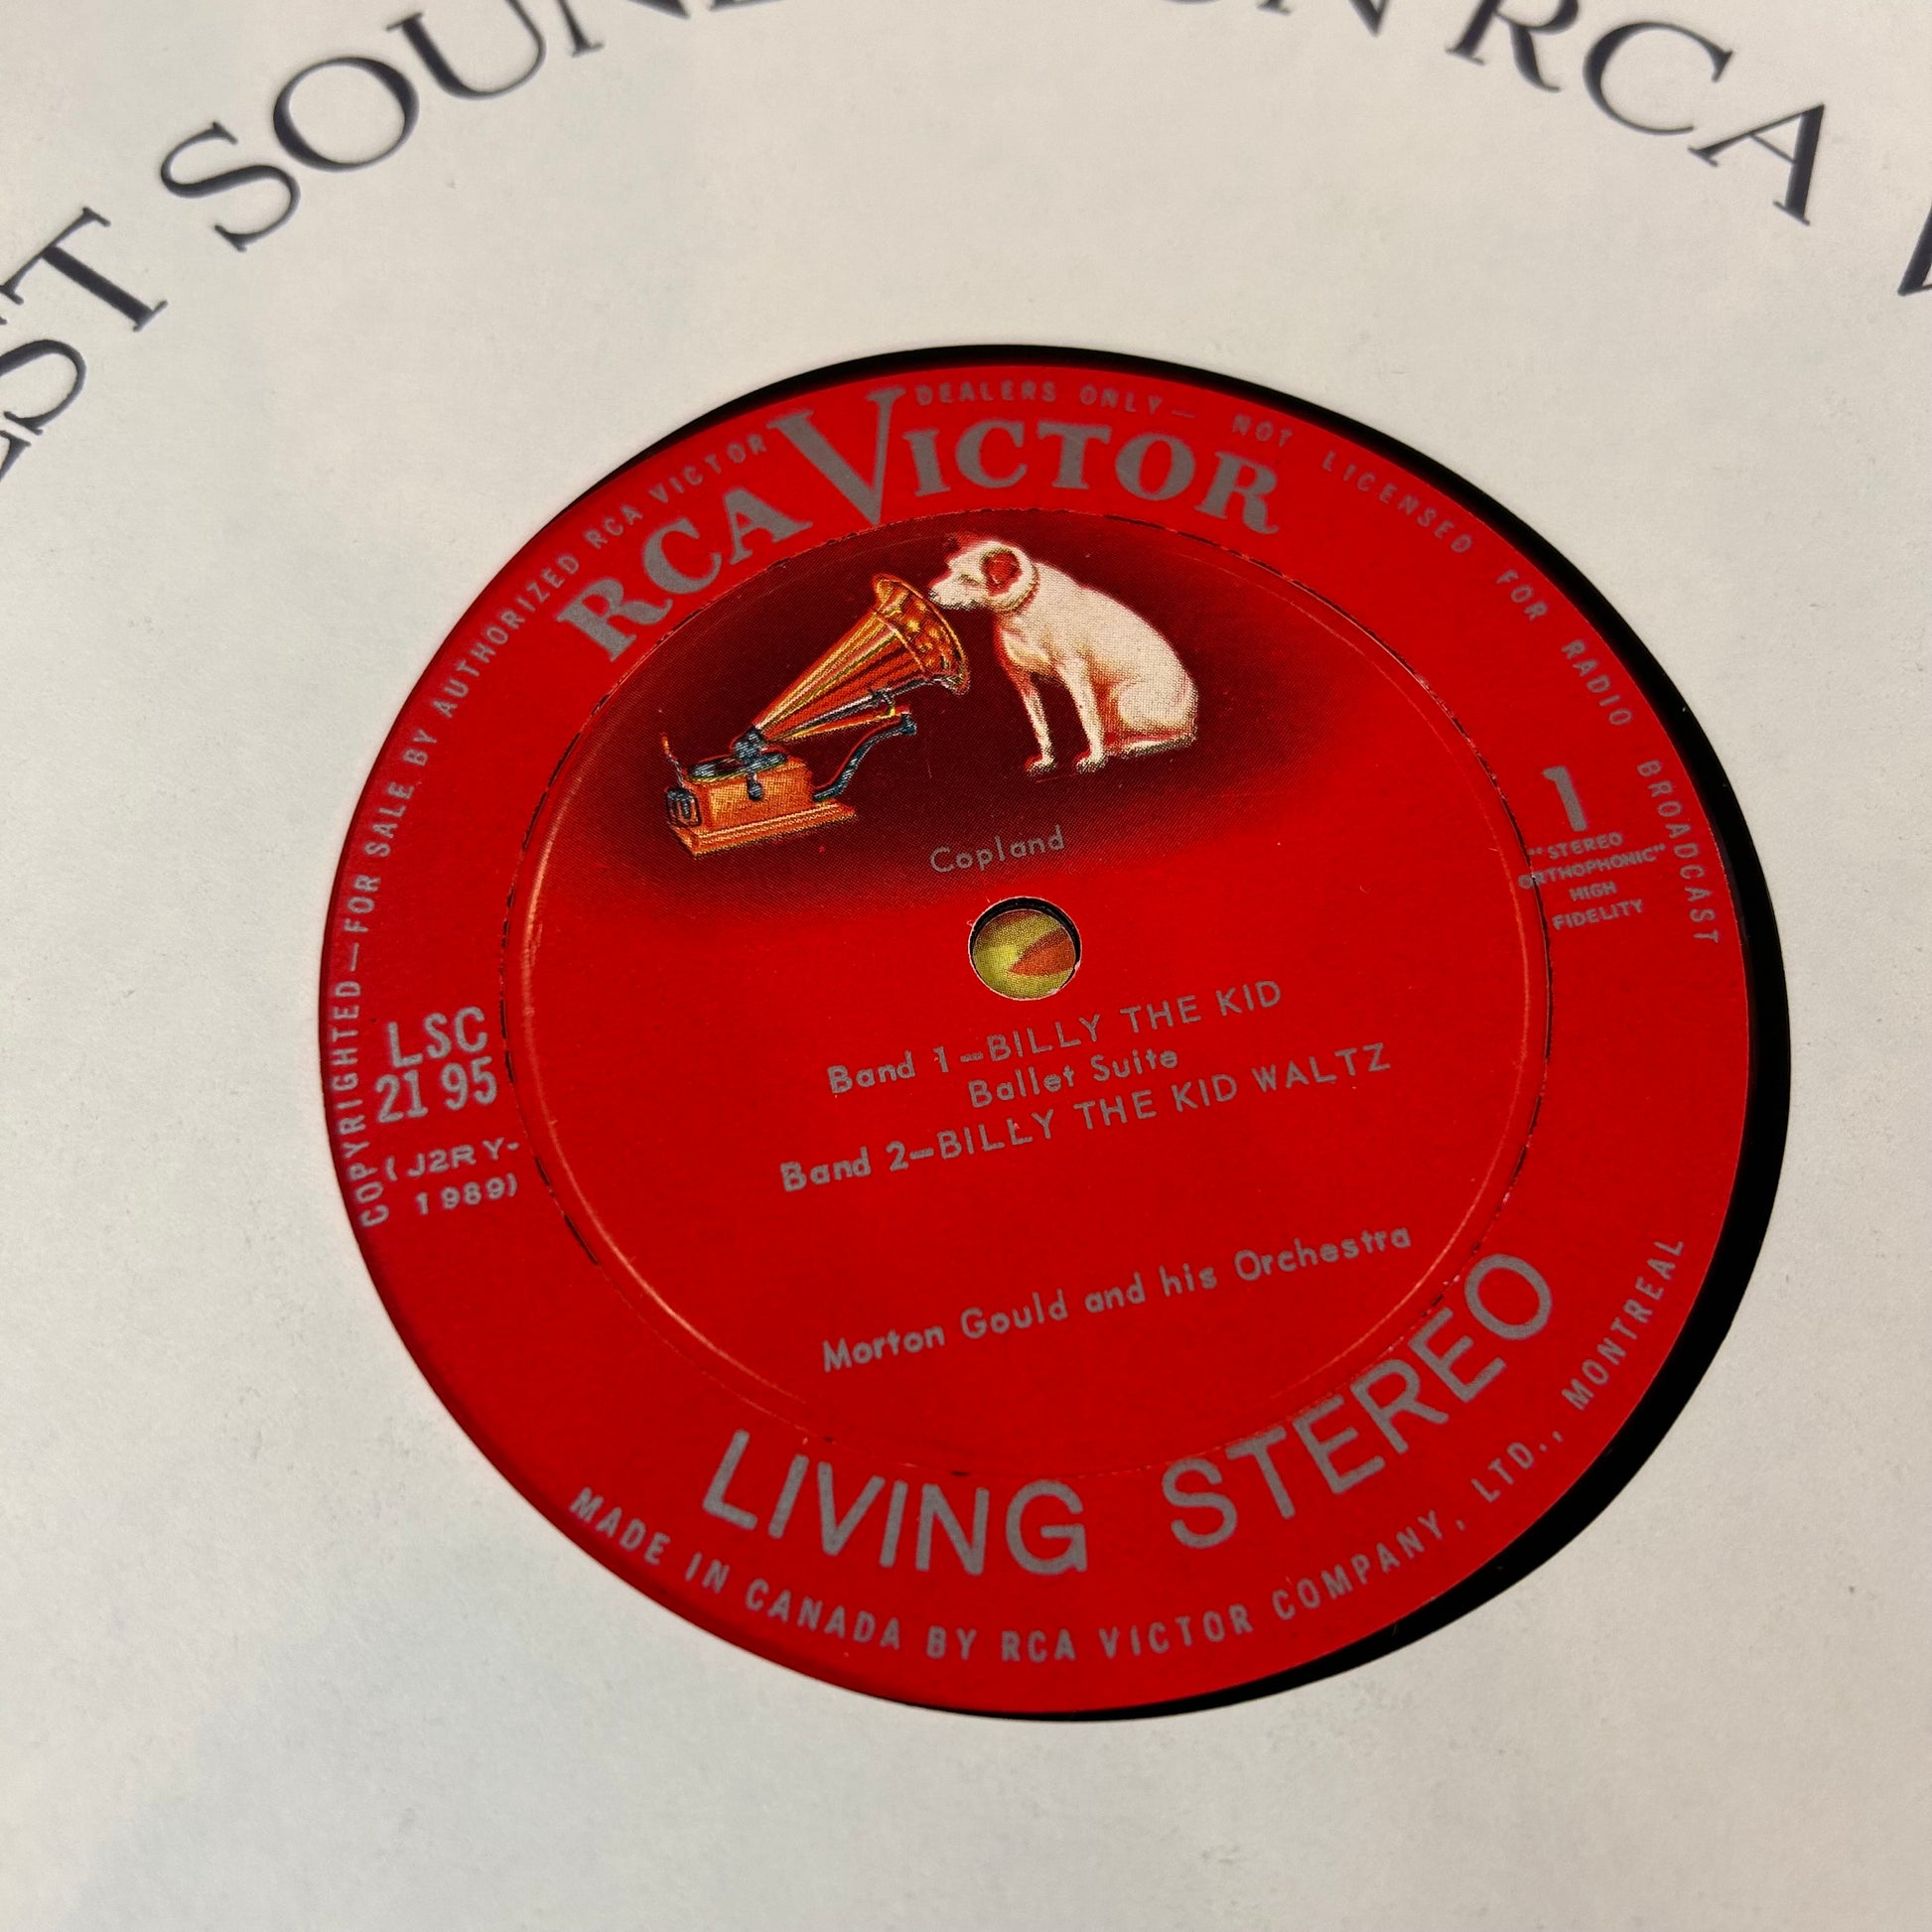 ST SOUN
ON RCA
RCA VICTOR
COPYRIGHTED—FOR SALE BY AUTHORIZED RCA VICTOR DEALERS ONLY— NOT LICENSED FOR RADIO BROADCAST
Copland
1
"STEREO
ORTHOPHONIC"
HIGH
FIDELITY
LSC
2195
(J2RY-
1989)
Band 1—BILLY THE KID
Ballet Suite
Band 2—BILLY THE KID WALTZ
Morton Gould and his Orchestra
LIVING STEREO
MADE IN CANADA BY RCA VICTOR COMPANY, LTD., MONTREAL